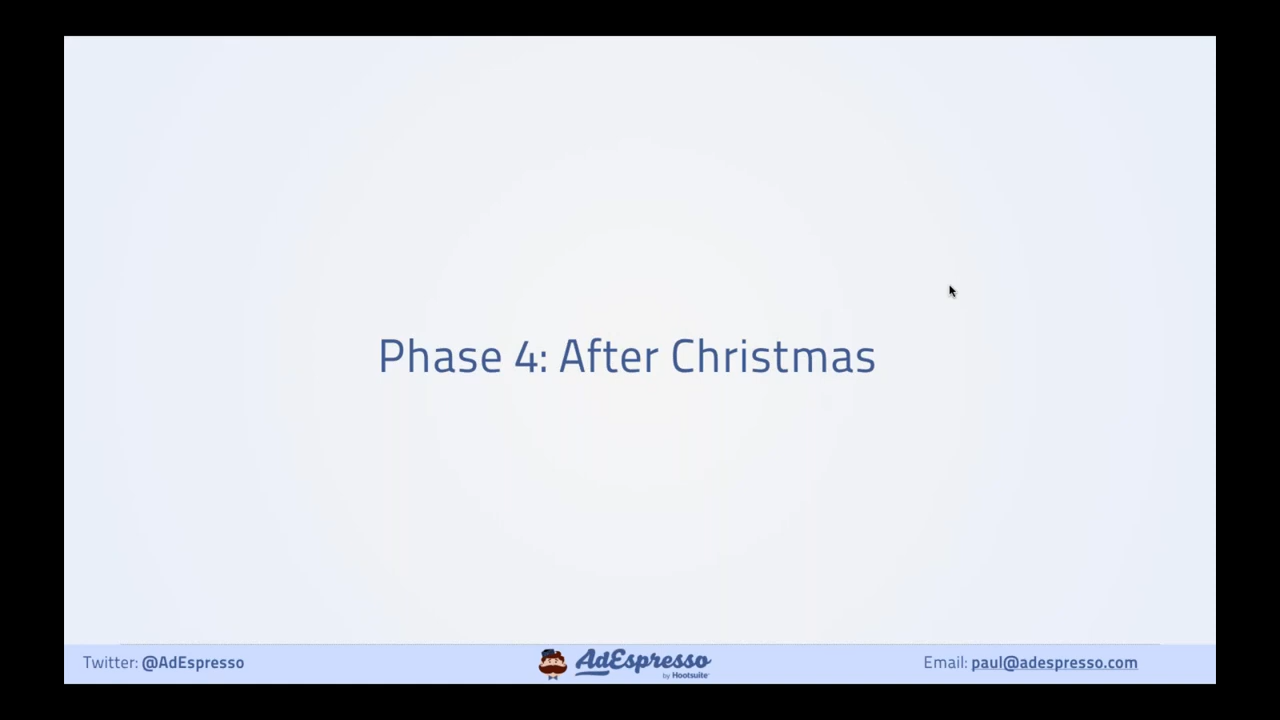 Phase 4: After Christmas
Twitter: @AdEspresso
AdEspresso
by Hootsuite
Email: paul@adespresso.com